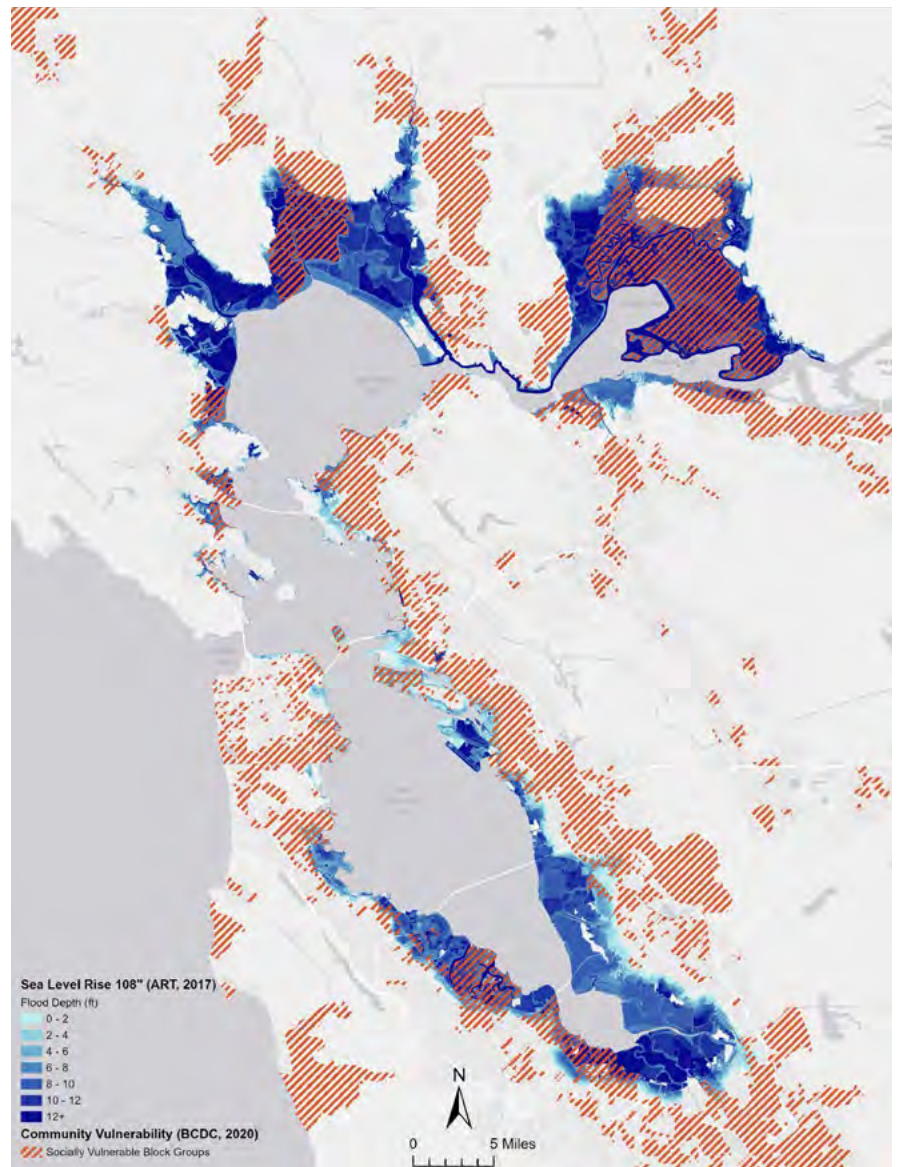 Sea Level Rise 108" (ART, 2017)
Flood Depth (ft)
0 - 2
2 - 4
4 - 6
6 - 8
8 - 10
10 - 12
12+
Community Vulnerability (BCDC, 2020)
Socially Vulnerable Block Groups
N
0 5 Miles